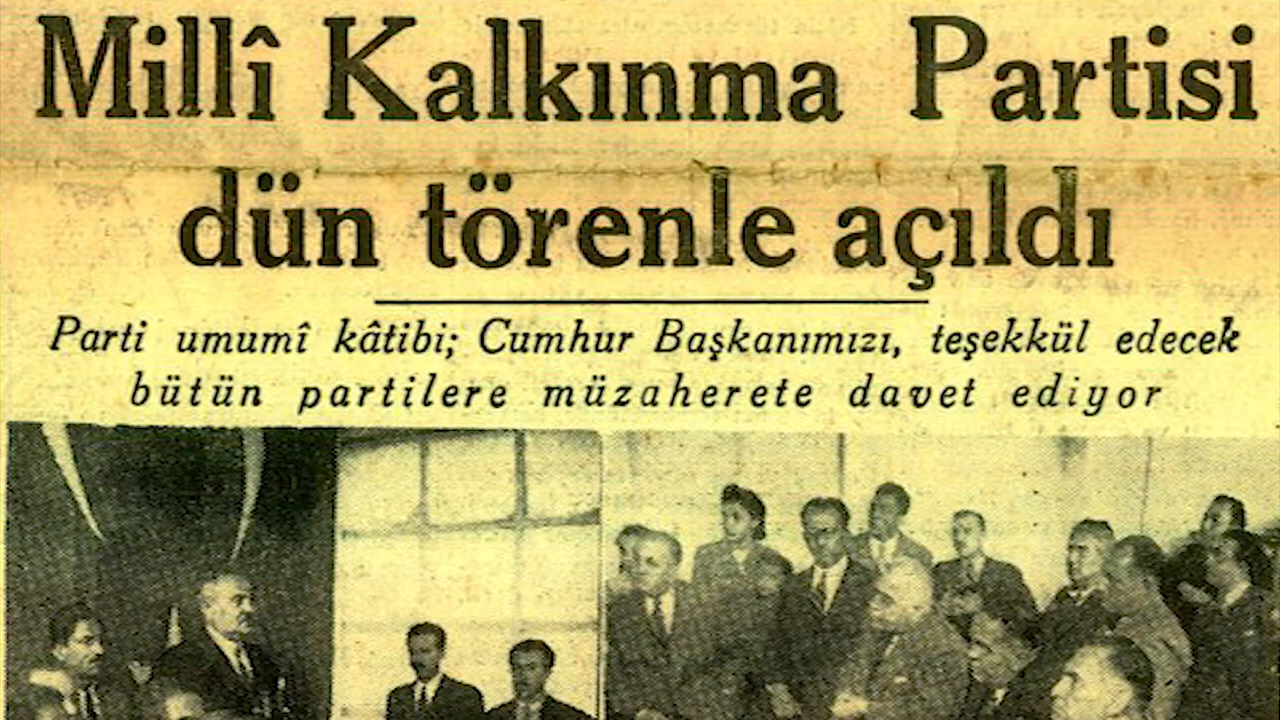 Millî Kalkınma Partisi
dün törenle açıldı
Parti umumî kâtibi; Cumhur Başkanımızı, teşekkül edecek
bütün partilere müzaherete davet ediyor